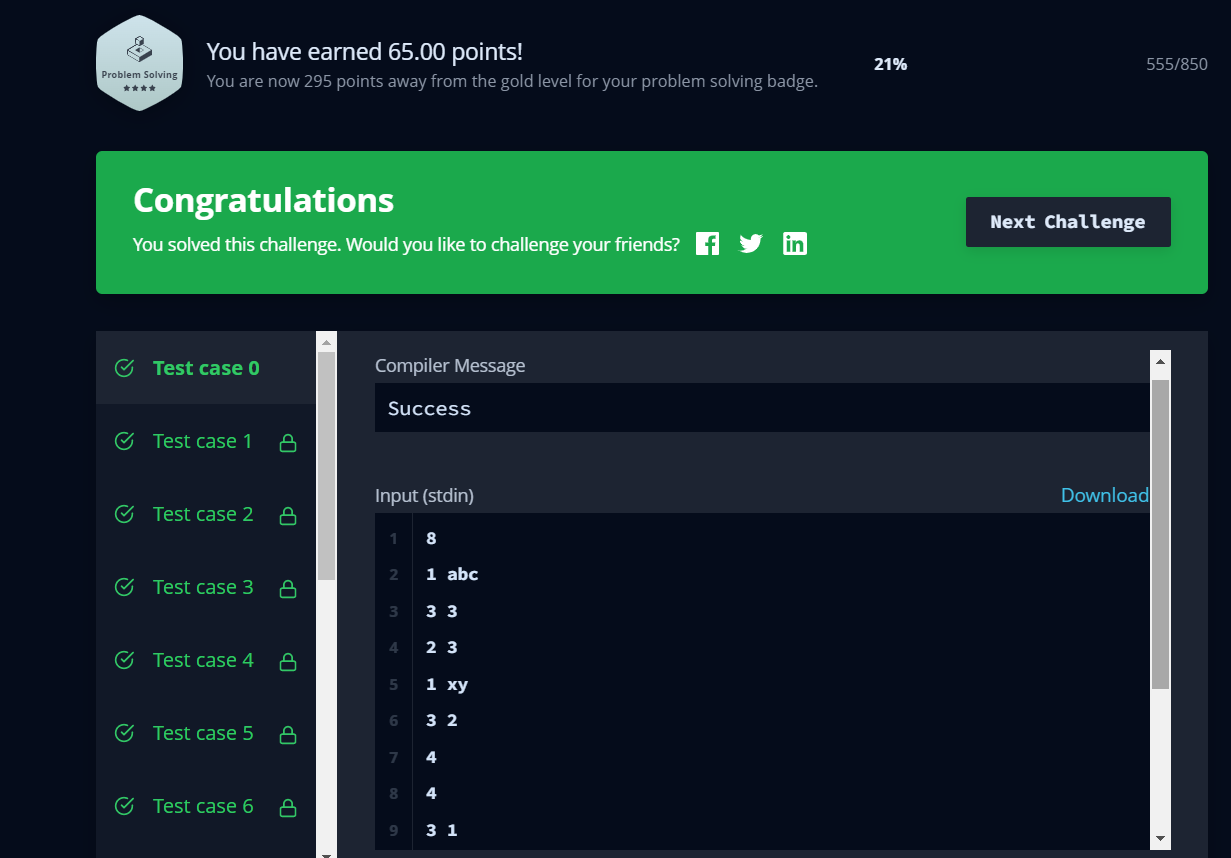 Problem Solving
You have earned 65.00 points!
You are now 295 points away from the gold level for your problem solving badge.
21%
555/850
Congratulations
You solved this challenge. Would you like to challenge your friends?
Next Challenge
Test case 0
Test case 1
Test case 2
Test case 3
Test case 4
Test case 5
Test case 6
Compiler Message
Success
Input (stdin)
Download
1 8
2 1 abc
3 3 3
4 2 3
5 1 xy
6 3 2
7 4
8 4
9 3 1